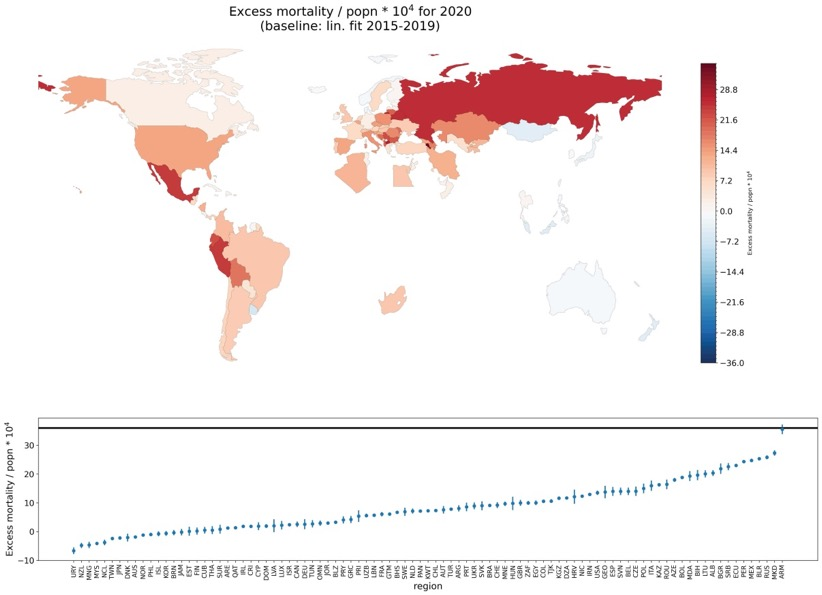 Excess mortality / popn * 10⁴ for 2020
(baseline: lin. fit 2015-2019)
28.8
21.6
14.4
7.2
0.0
−7.2
−14.4
−21.6
−28.8
−36.0
Excess mortality / popn * 10⁴
Excess mortality / popn * 10⁴
30
20
10
0
−10
URY NZL MNG MYS NCL TWN JPN DNK AUS NOR PHL ISL KOR BRN JAM EST FIN CUB THA SUR ARE QAT IRL CRI CYP DOM LVA LUX ISR CAN DEU TUN OMN JOR BLZ PRY GRC PRI UZB LBN FRA GTM BHS SWE NLD PAN KWT CHL AUT TUR ARG PRT UKR SVK BRA CHE MNE HUN GBR ZAF EGY COL TJK KGZ DZA HRV NIC IRN USA GEO ESP SVN BEL CZE POL ITA KAZ ROU AZE BOL MDA BIH LTU ALB BGR SRB ECU PER MEX BLR RUS MKD ARM
region